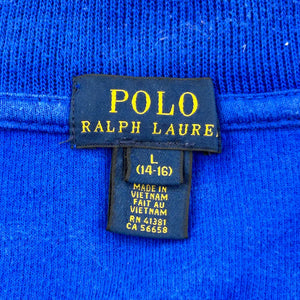 POLO
RALPH LAURE
L
(14-16)
MADE IN
VIETNAM
FAIT AU
VIETNAM
RN 41381
CA 56658